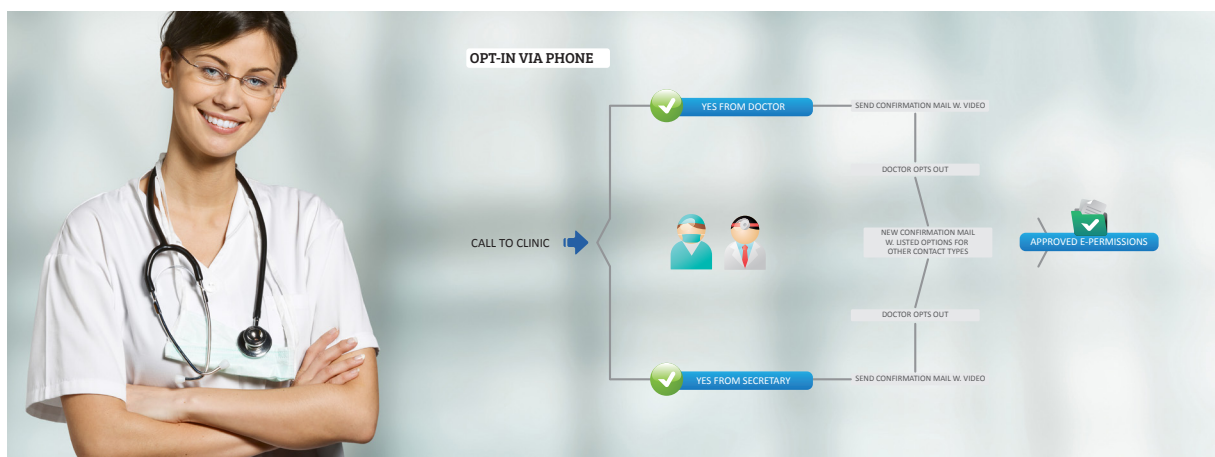 OPT-IN VIA PHONE
YES FROM DOCTOR
SEND CONFIRMATION MAIL W. VIDEO
DOCTOR OPTS OUT
CALL TO CLINIC
NEW CONFIRMATION MAIL
W. LISTED OPTIONS FOR
OTHER CONTACT TYPES
APPROVED E-PERMISSIONS
DOCTOR OPTS OUT
YES FROM SECRETARY
SEND CONFIRMATION MAIL W. VIDEO